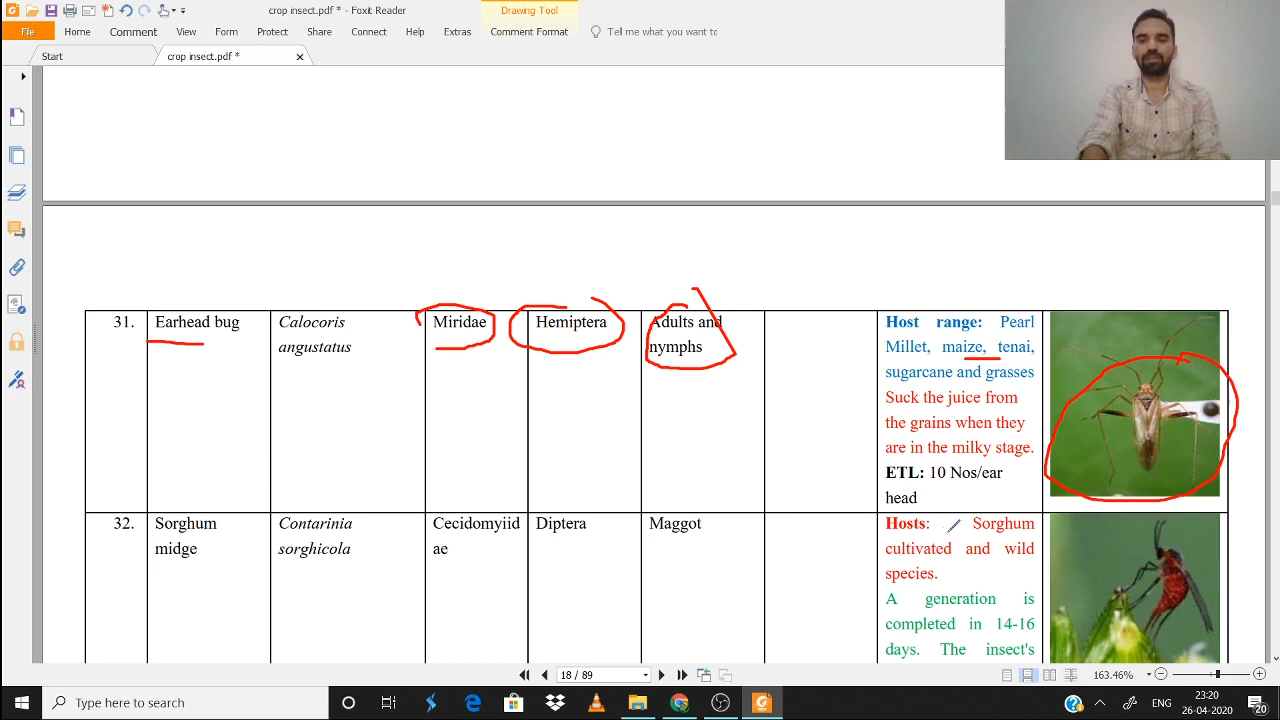 crop insect.pdf * - Foxit Reader
Drawing Tool
File Home Comment View Form Protect Share Connect Help Extras Comment Format Tell me what you want to
Start
crop insect.pdf *
31. Earhead bug Calocoris angustatus Miridae Hemiptera Adults and nymphs
Host range: Pearl
Millet, maize, tenai,
sugarcane and grasses
Suck the juice from
the grains when they
are in the milky stage.
ETL: 10 Nos/ear
head
32. Sorghum midge Contarinia sorghicola Cecidomyiid ae Diptera Maggot
Hosts: Sorghum
cultivated and wild
species.
A generation is
completed in 14-16
days. The insect's
18 / 89
163.46%
Type here to search
ENG
23:20
26-04-2020
20